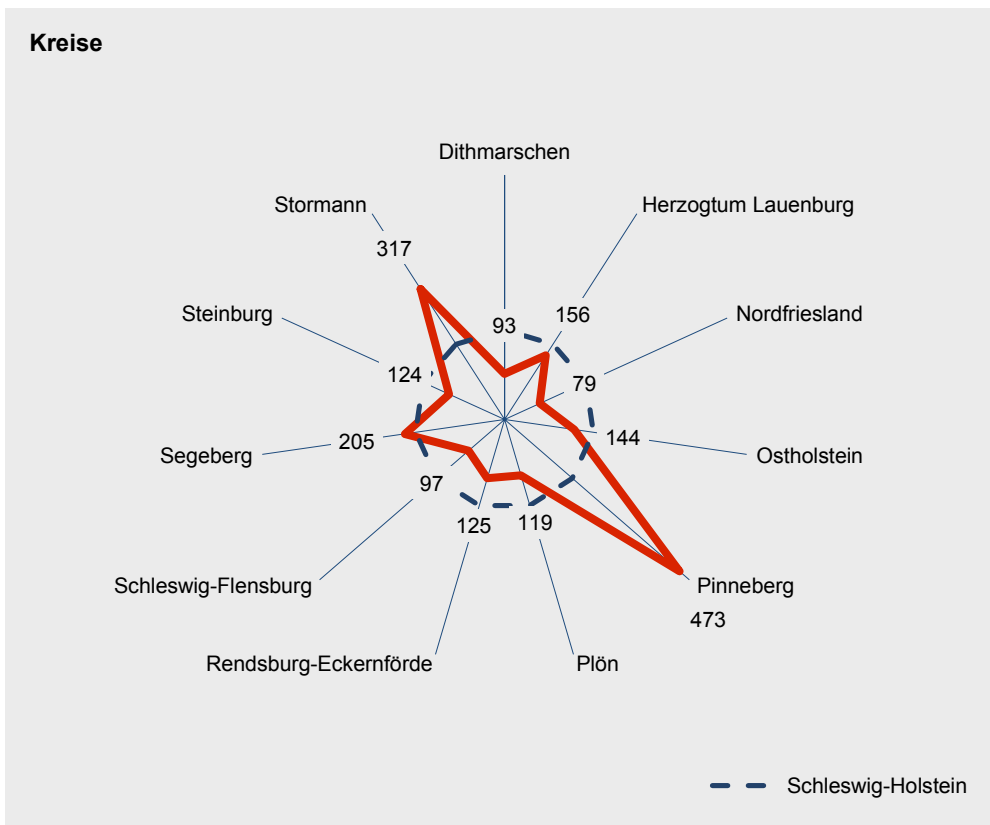 Kreise
Dithmarschen
Stormann
Herzogtum Lauenburg
317
Steinburg
Nordfriesland
93
156
124
79
Segeberg
205
144
Ostholstein
97
125
119
Schleswig-Flensburg
Pinneberg
473
Rendsburg-Eckernförde
Plön
Schleswig-Holstein